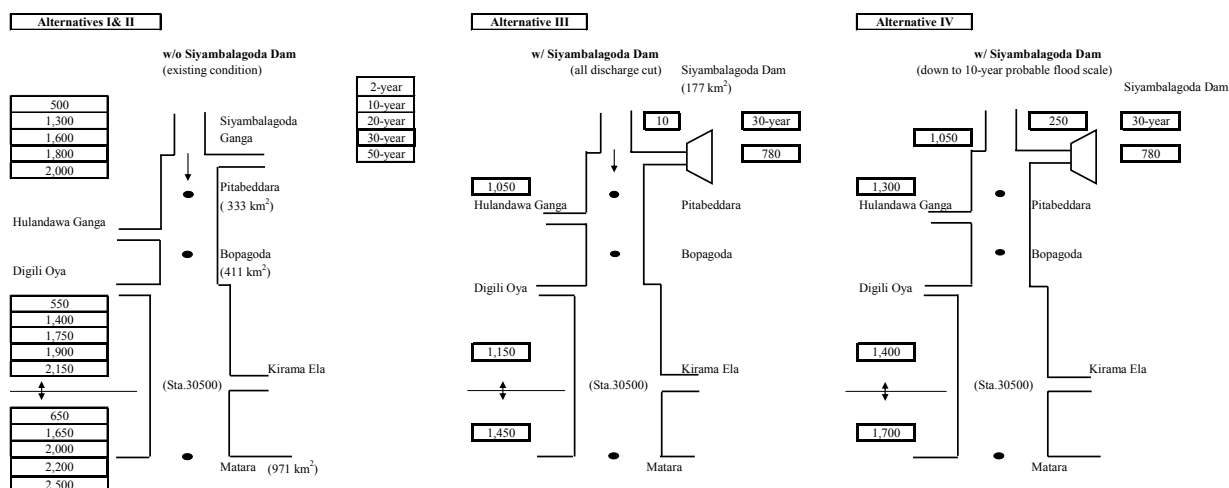 Alternatives I& II
w/o Siyambalagoda Dam
(existing condition)
2-year
10-year
20-year
30-year
50-year
500
1,300
1,600
1,800
2,000
Siyambalagoda
Ganga
Pitabeddara
( 333 km²)
Hulandawa Ganga
Bopagoda
(411 km²)
Digili Oya
550
1,400
1,750
1,900
2,150
Kirama Ela
(Sta.30500)
650
1,650
2,000
2,200
2,500
Matara (971 km²)
Alternative III
w/ Siyambalagoda Dam
(all discharge cut)
Siyambalagoda Dam
(177 km²)
10
30-year
780
1,050
Hulandawa Ganga
Pitabeddara
Bopagoda
Digili Oya
1,150
Kirama Ela
(Sta.30500)
1,450
Matara
Alternative IV
w/ Siyambalagoda Dam
(down to 10-year probable flood scale)
Siyambalagoda Dam
250
30-year
1,050
780
1,300
Hulandawa Ganga
Pitabeddara
Bopagoda
Digili Oya
1,400
Kirama Ela
(Sta.30500)
1,700
Matara